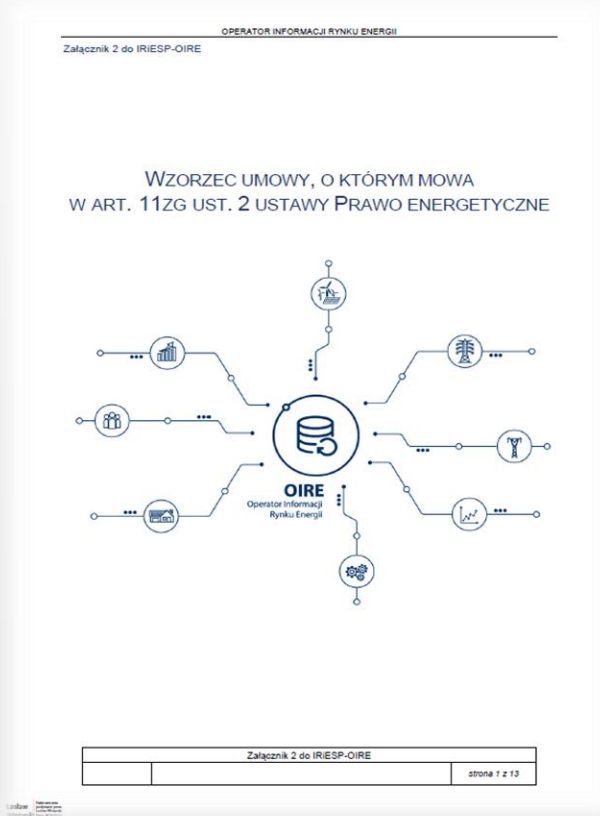 OPERATOR INFORMACJI RYNKU ENERGII
Załącznik 2 do IRiESP-OIRE
WZORZEC UMOWY, O KTÓRYM MOWA
W ART. 11ZG UST. 2 USTAWY PRAWO ENERGETYCZNE
OIRE
Operator Informacji
Rynku Energii
Załącznik 2 do IRiESP-OIRE
strona 1 z 13